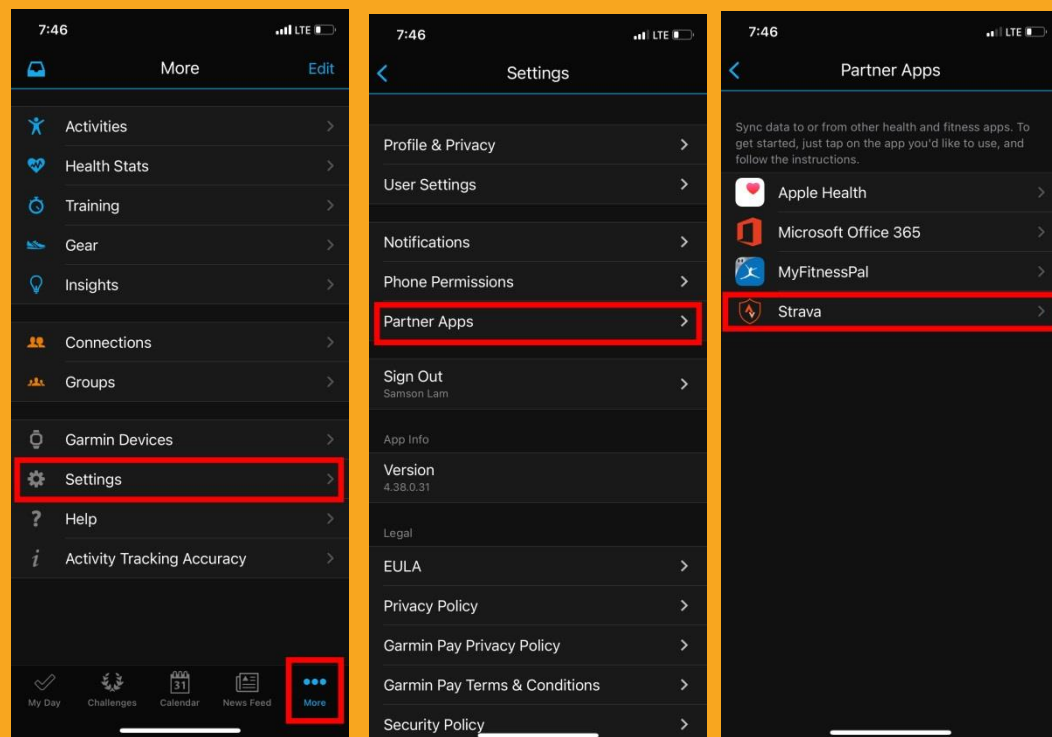 7:46
LTE
More
Edit
Activities
Health Stats
Training
Gear
Insights
Connections
Groups
Garmin Devices
Settings
Help
Activity Tracking Accuracy
31
My Day
Challenges
Calendar
News Feed
More
7:46
LTE
Settings
Profile & Privacy
User Settings
Notifications
Phone Permissions
Partner Apps
Sign Out
Samson Lam
App Info
Version
4.38.0.31
Legal
EULA
Privacy Policy
Garmin Pay Privacy Policy
Garmin Pay Terms & Conditions
Security Policy
7:46
LTE
Partner Apps
Sync data to or from other health and fitness apps. To
get started, just tap on the app you'd like to use, and
follow the instructions.
Apple Health
Microsoft Office 365
MyFitnessPal
Strava